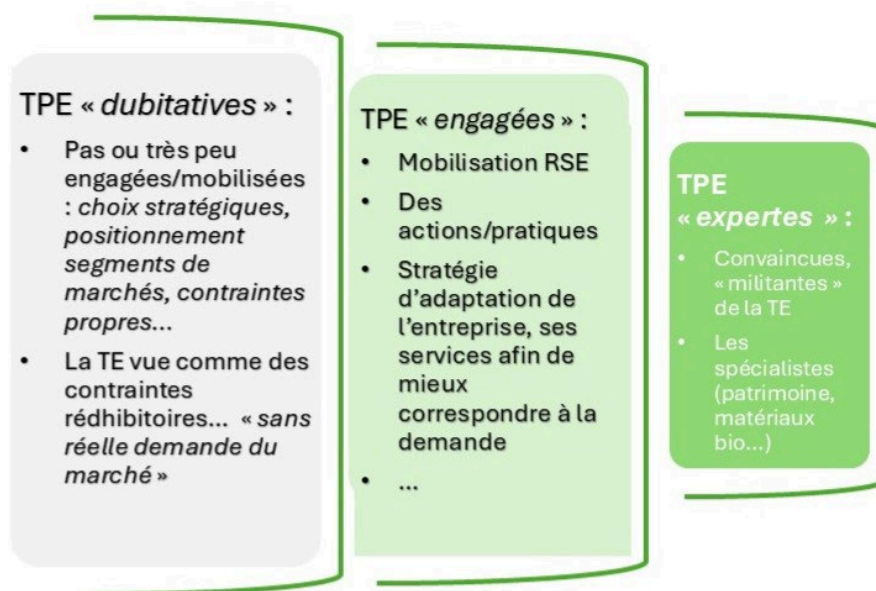 TPE « dubitatives » :
• Pas ou très peu
engagées/mobilisées
: choix stratégiques,
positionnement
segments de
marchés, contraintes
propres...
• La TE vue comme des
contraintes
rédhibitoires... « sans
réelle demande du
marché »
TPE « engagées » :
• Mobilisation RSE
• Des
actions/pratiques
• Stratégie
d’adaptation de
l’entreprise, ses
services afin de
mieux
correspondre à la
demande
• ...
TPE
« expertes » :
• Convaincues,
« militantes »
de la TE
• Les
spécialistes
(patrimoine,
matériaux
bio...)